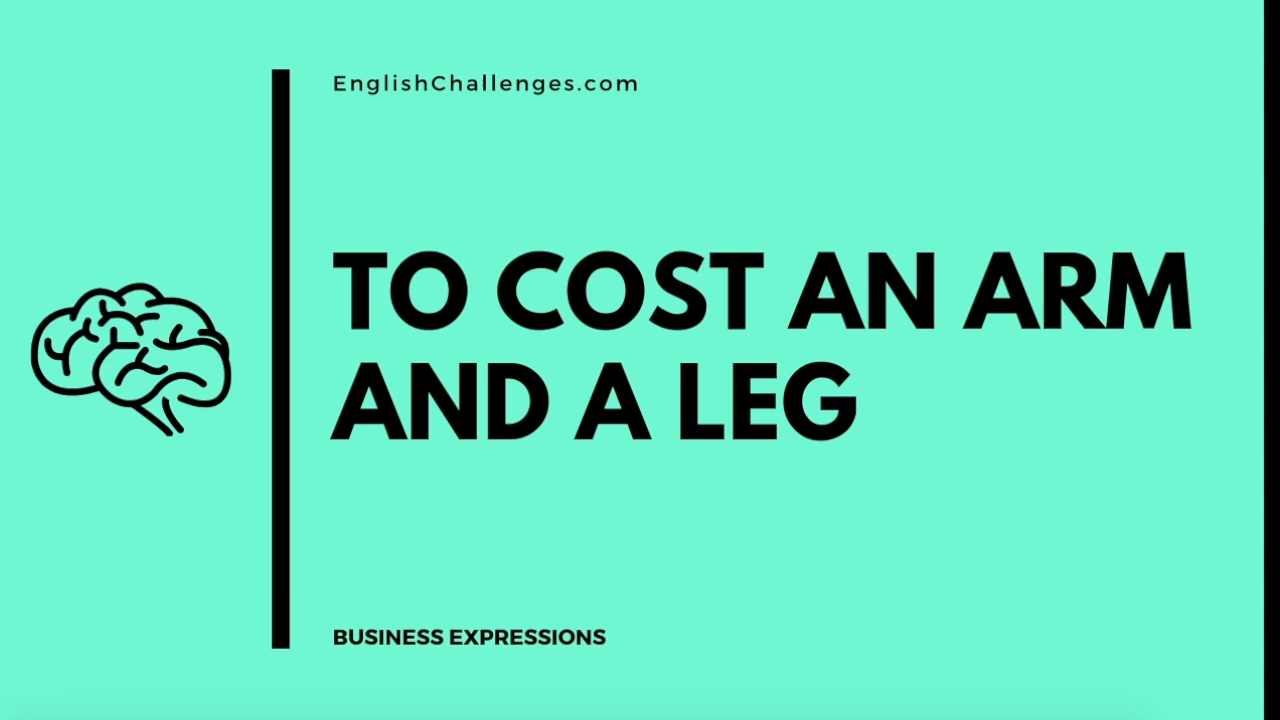 EnglishChallenges.com
TO COST AN ARM
AND A LEG
BUSINESS EXPRESSIONS